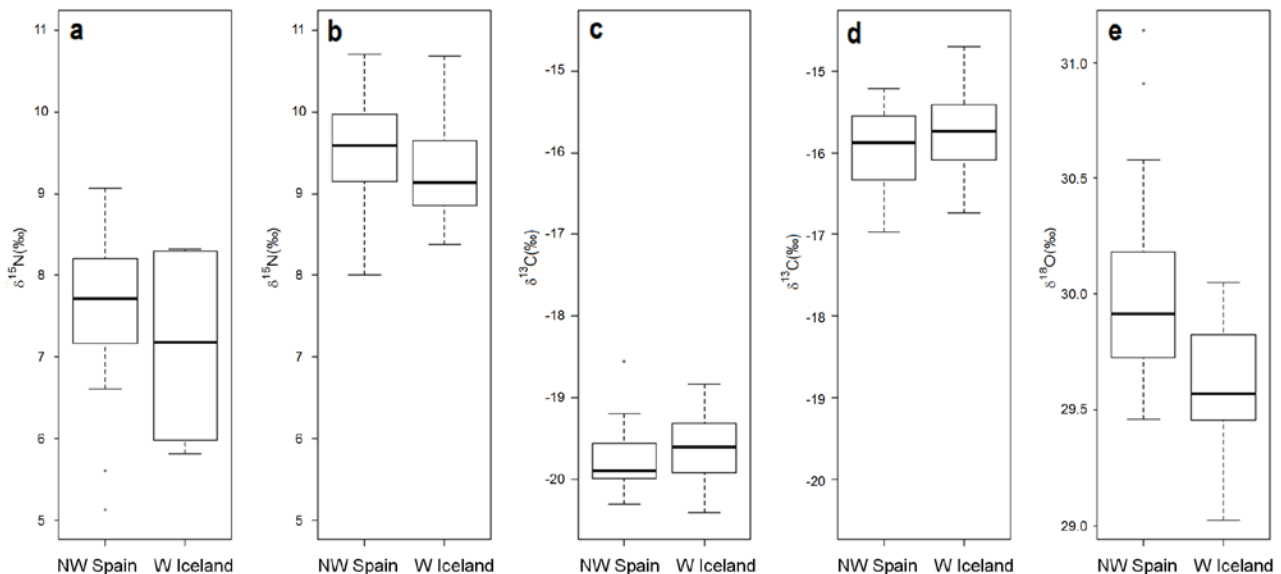 a
11
10
9
8
7
6
5
δ15N(‰)
NW Spain W Iceland
b
11
10
9
8
7
6
5
δ15N(‰)
NW Spain W Iceland
c
-15
-16
-17
-18
-19
-20
δ13C(‰)
NW Spain W Iceland
d
-15
-16
-17
-18
-19
-20
δ13C(‰)
NW Spain W Iceland
e
31.0
30.5
30.0
29.5
29.0
δ18O(‰)
NW Spain W Iceland